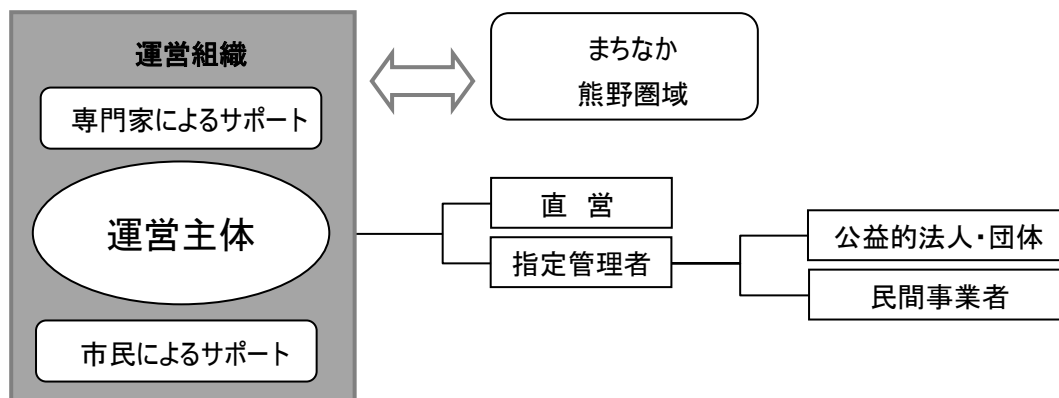 運営組織
専門家によるサポート
運営主体
市民によるサポート
まちなか
熊野圏域
直 営
指定管理者
公益的法人・団体
民間事業者